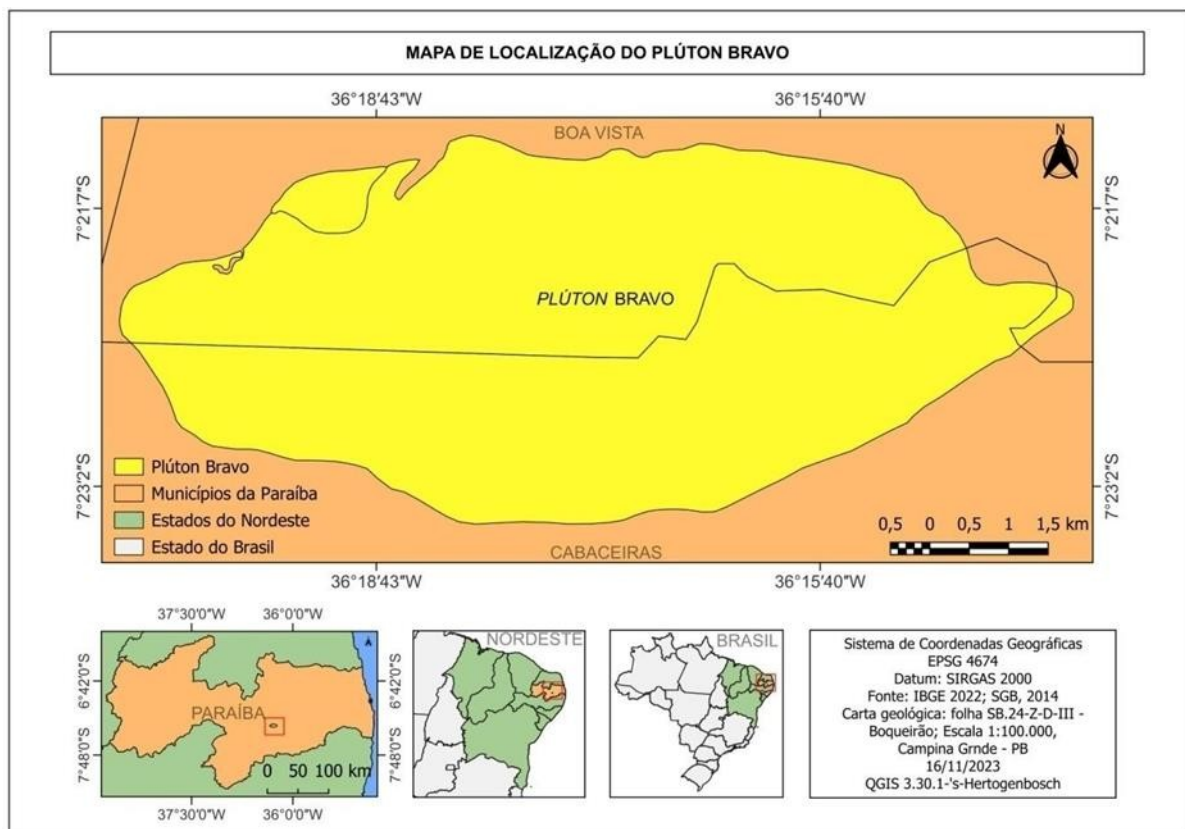 MAPA DE LOCALIZAÇÃO DO PLÚTON BRAVO
36°18'43"W
36°15'40"W
BOA VISTA
N
7°21'7"S
7°21'7"S
PLÚTON BRAVO
Plúton Bravo
Municípios da Paraíba
Estados do Nordeste
Estado do Brasil
7°23'2"S
7°23'2"S
0,5 0 0,5 1 1,5 km
CABACEIRAS
36°18'43"W
36°15'40"W
37°30'0"W
36°0'0"W
6°42'0"S
7°48'0"S
PARAÍBA
0 50 100 km
37°30'0"W
36°0'0"W
6°42'0"S
7°48'0"S
NORDESTE
BRASIL
Sistema de Coordenadas Geográficas
EPSG 4674
Datum: SIRGAS 2000
Fonte: IBGE 2022; SGB, 2014
Carta geológica: folha SB.24-Z-D-III -
Boqueirão; Escala 1:100.000,
Campina Grnde - PB
16/11/2023
QGIS 3.30.1-'s-Hertogenbosch